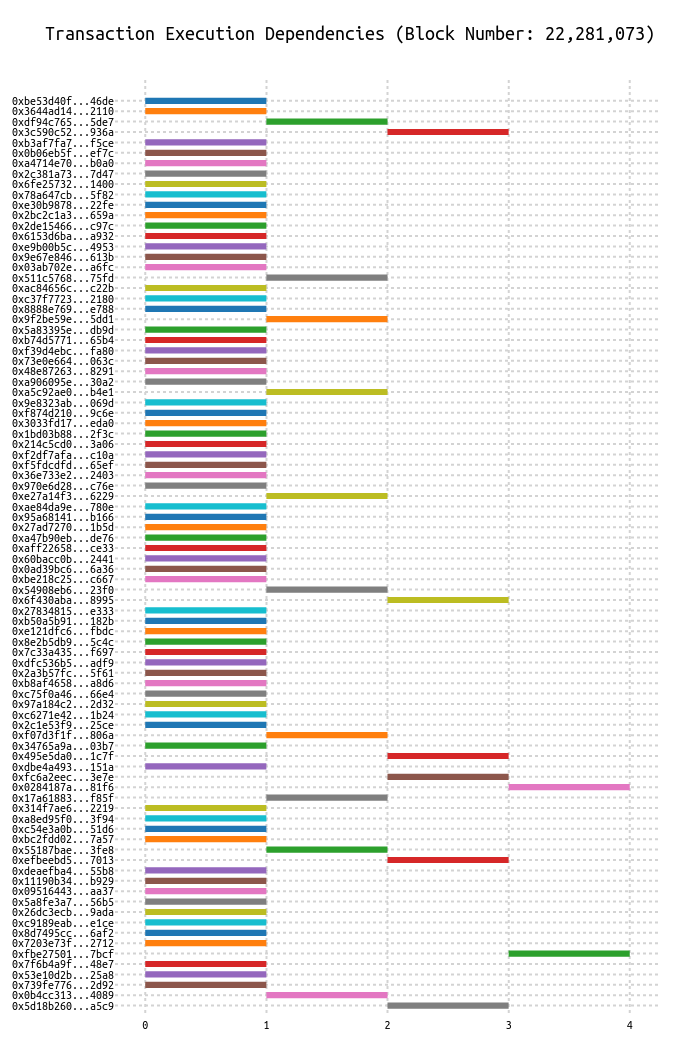 Transaction Execution Dependencies (Block Number: 22,281,073)
0xbe53d40f...46de
0x3644ad14...2110
0xdf94c765...5de7
0x3c590c52...936a
0xb3af7fa7...f5ce
0x0b06eb5f...ef7c
0xa4714e70...b0a0
0x2c381a73...7d47
0x6fe25732...1400
0x78a647cb...5f82
0xe30b9878...22fe
0x2bc2c1a3...659a
0x2de15466...c97c
0x6153d6ba...a932
0xe9b00b5c...4953
0x9e67e846...613b
0x03ab702e...a6fc
0x511c5768...75fd
0xac84656c...c22b
0xc37f7723...2180
0x8888e769...e788
0x9f2be59e...5dd1
0x5a83395e...db9d
0xb74d5771...65b4
0xf39d4ebc...fa80
0x73e0e664...063c
0x48e87263...8291
0xa906095e...30a2
0xa5c92ae0...b4e1
0x9e8323ab...069d
0xf874d210...9c6e
0x3033fd17...eda0
0x1bd03b88...2f3c
0x214c5cd0...3a06
0xf2df7afa...c10a
0xf5fdcdfd...65ef
0x36e733e2...2403
0x970e6d28...c76e
0xe27a14f3...6229
0xae84da9e...780e
0x95a68141...b166
0x27ad7270...1b5d
0xa47b90eb...de76
0xaff22658...ce33
0x60bacc0b...2441
0x0ad39bc6...6a36
0xbe218c25...c667
0x54908eb6...23f0
0x6f430aba...8995
0x27834815...e333
0xb50a5b91...182b
0xe121dfc6...fbdc
0x8e2b5db9...5c4c
0x7c33a435...f697
0xdfc536b5...adf9
0x2a3b57fc...5f61
0xb8af4658...a8d6
0xc75f0a46...66e4
0x97a184c2...2d32
0xc6271e42...1b24
0x2c1e53f9...25ce
0xf07d3f1f...806a
0x34765a9a...03b7
0x495e5da0...1c7f
0xdbe4a493...151a
0xfc6a2eec...3e7e
0x0284187a...81f6
0x17a61883...f85f
0x314f7ae6...2219
0xa8ed95f0...3f94
0xc54e3a0b...51d6
0xbc2fdd02...7a57
0x55187bae...3fe8
0xefbeebd5...7013
0xdeaefba4...55b8
0x11190b34...b929
0x09516443...aa37
0x5a8fe3a7...56b5
0x26dc3ecb...9ada
0xc9189eab...e1ce
0x8d7495cc...6af2
0x7203e73f...2712
0xfbe27501...7bcf
0x7f6b4a9f...48e7
0x53e10d2b...25a8
0x739fe776...2d92
0x0b4cc313...4089
0x5d18b260...a5c9
0 1 2 3 4